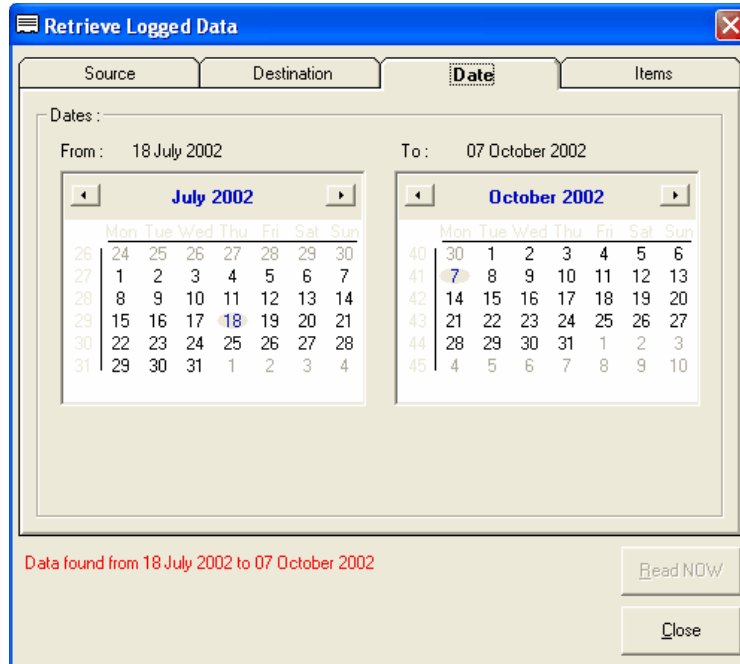 Retrieve Logged Data
Source Destination Date Items
Dates :
From : 18 July 2002
July 2002
Mon Tue Wed Thu Fri Sat Sun
26 24 25 26 27 28 29 30
27 1 2 3 4 5 6 7
28 8 9 10 11 12 13 14
29 15 16 17 18 19 20 21
30 22 23 24 25 26 27 28
31 29 30 31 1 2 3 4
To : 07 October 2002
October 2002
Mon Tue Wed Thu Fri Sat Sun
40 30 1 2 3 4 5 6
41 7 8 9 10 11 12 13
42 14 15 16 17 18 19 20
43 21 22 23 24 25 26 27
44 28 29 30 31 1 2 3
45 4 5 6 7 8 9 10
Data found from 18 July 2002 to 07 October 2002
Read NOW
Close